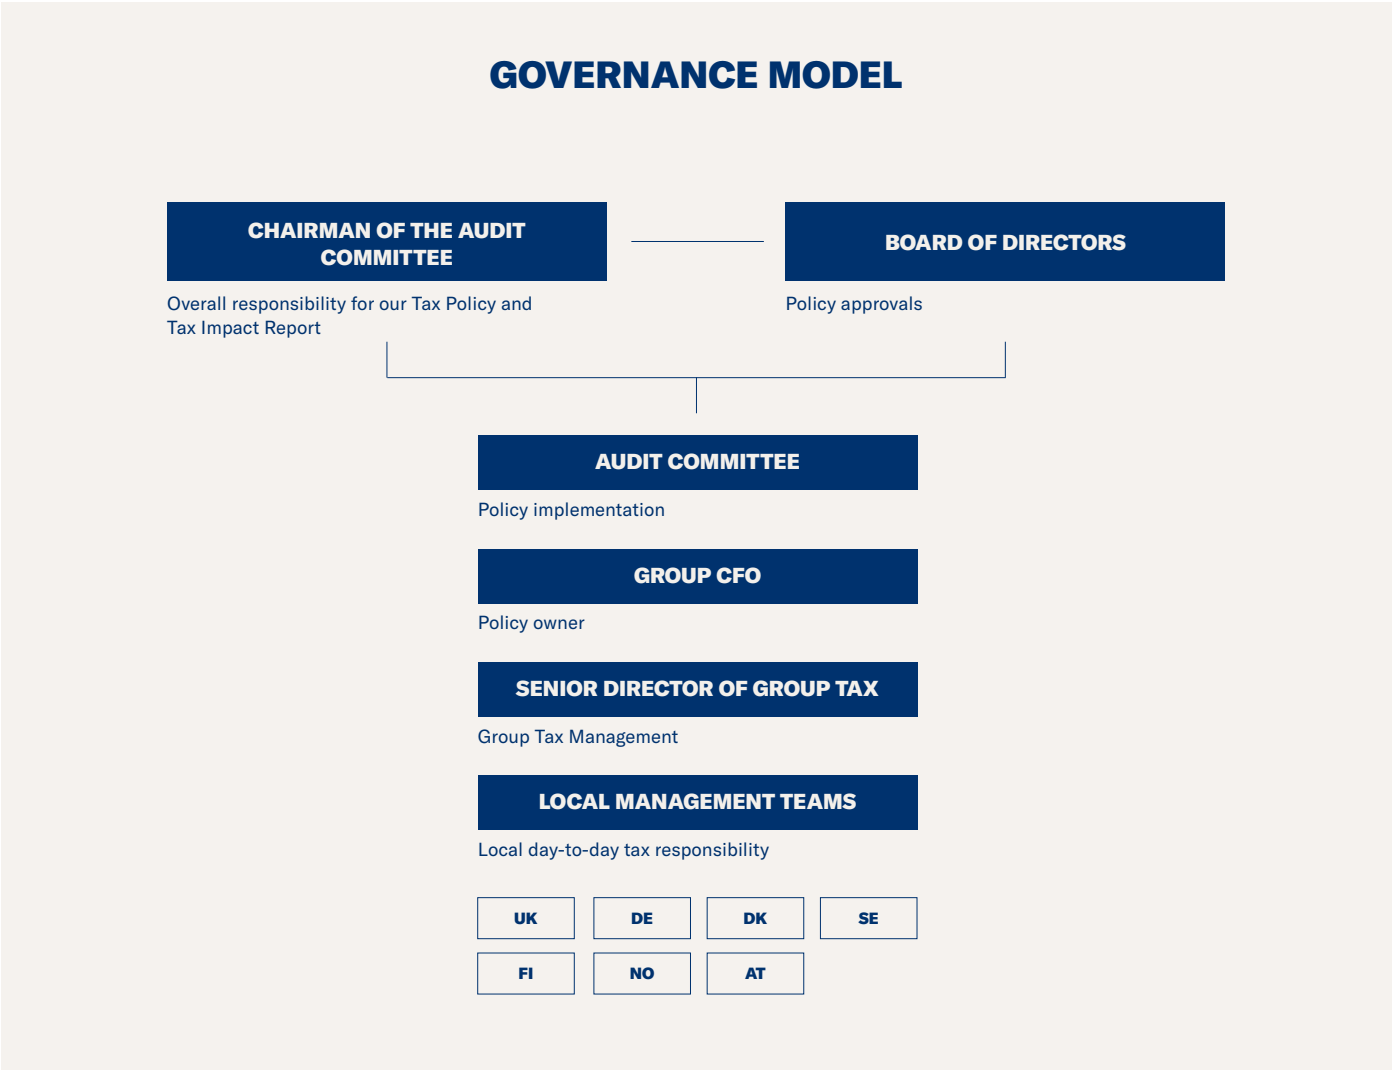 GOVERNANCE MODEL
CHAIRMAN OF THE AUDIT
COMMITTEE
Overall responsibility for our Tax Policy and
Tax Impact Report
BOARD OF DIRECTORS
Policy approvals
AUDIT COMMITTEE
Policy implementation
GROUP CFO
Policy owner
SENIOR DIRECTOR OF GROUP TAX
Group Tax Management
LOCAL MANAGEMENT TEAMS
Local day-to-day tax responsibility
UK DE DK SE
FI NO AT